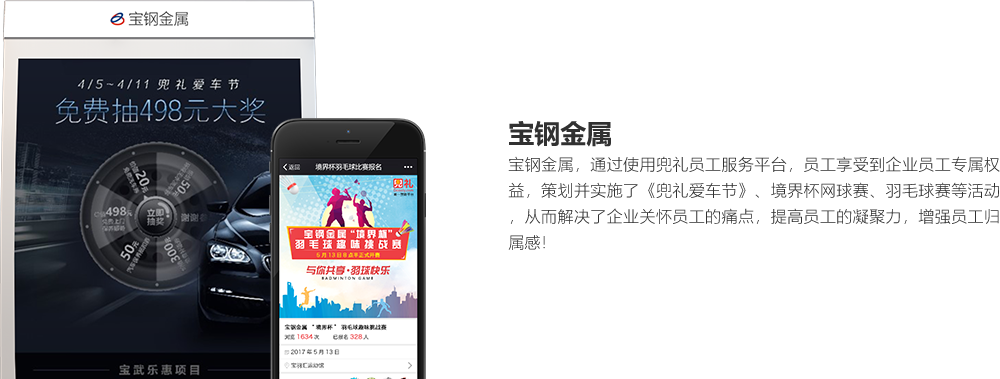 宝钢金属
4/5~4/11 兜礼爱车节
免费抽498元大奖
立即
抽奖
498元
50元
宝武乐惠项目
返回 境界杯羽毛球比赛报名
兜礼
宝钢金属“境界杯”
羽毛球趣味挑战赛
5月13日8点半正式开赛
与你共享·羽球快乐
BADMINTON GAME
宝钢金属 “境界杯” 羽毛球趣味挑战赛
浏览 1634 次 已报名 328 人
2017年5月13日
宝羽汇运动馆
宝钢金属
宝钢金属，通过使用兜礼员工服务平台，员工享受到企业员工专属权
益，策划并实施了《兜礼爱车节》、境界杯网球赛、羽毛球赛等活动
，从而解决了企业关怀员工的痛点，提高员工的凝聚力，增强员工归
属感！